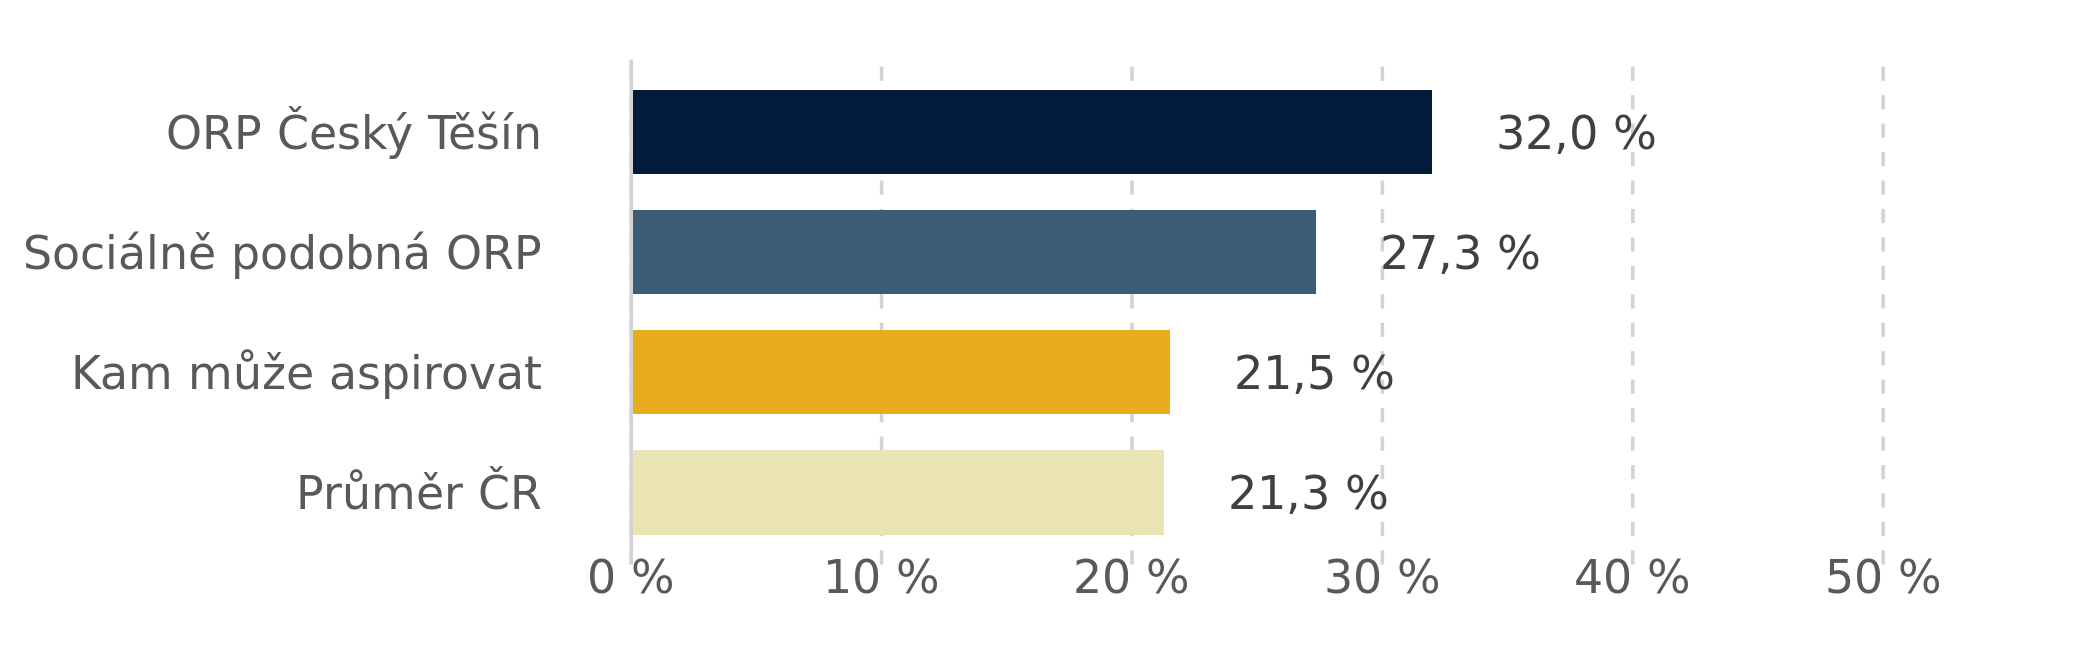 ORP Český Těšín 32,0 %
Sociálně podobná ORP 27,3 %
Kam může aspirovat 21,5 %
Průměr ČR 21,3 %
0 % 10 % 20 % 30 % 40 % 50 %